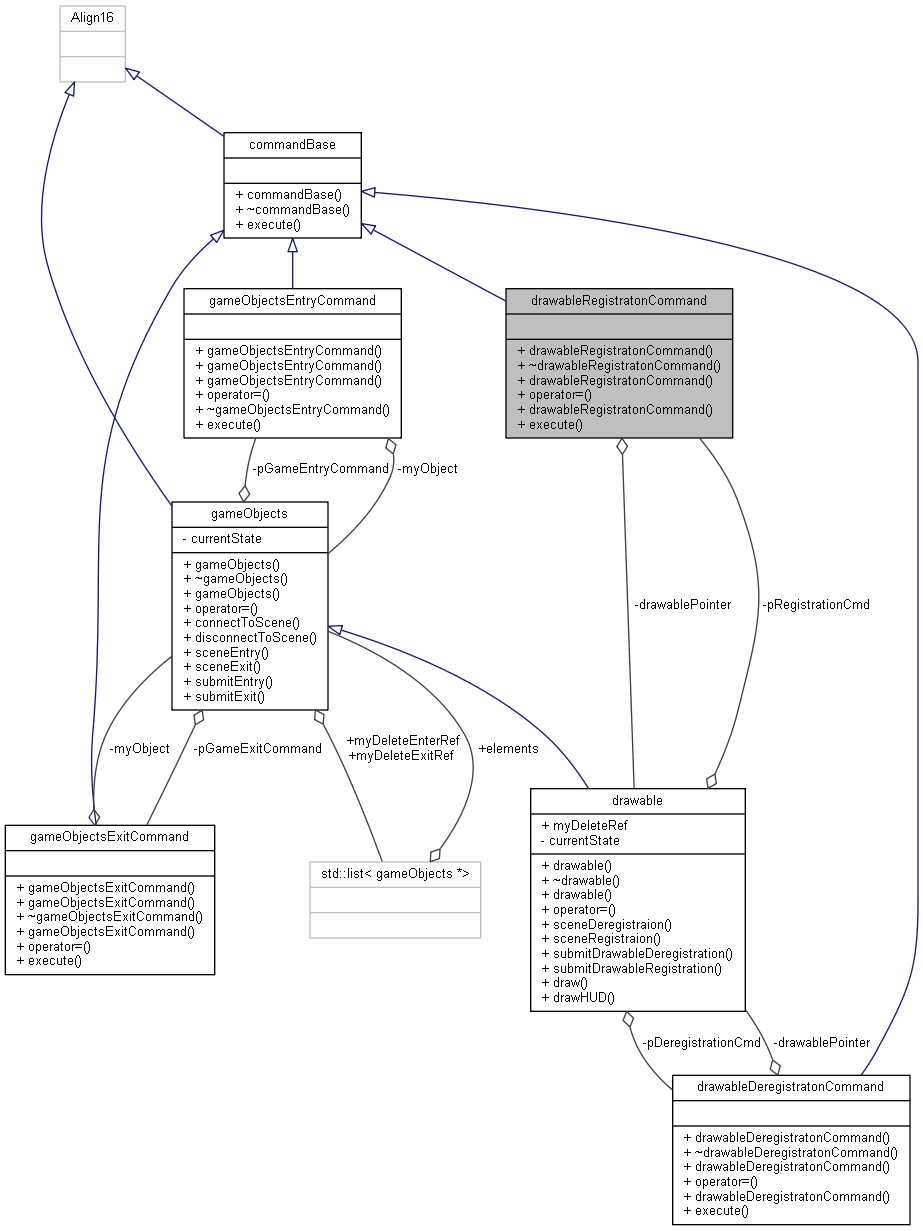 Align16
commandBase
+ commandBase()
+ ~commandBase()
+ execute()
gameObjectsEntryCommand
+ gameObjectsEntryCommand()
+ gameObjectsEntryCommand()
+ gameObjectsEntryCommand()
+ operator=()
+ ~gameObjectsEntryCommand()
+ execute()
drawableRegistratonCommand
+ drawableRegistratonCommand()
+ ~drawableRegistratonCommand()
+ drawableRegistratonCommand()
+ operator=()
+ drawableRegistratonCommand()
+ execute()
-pGameEntryCommand
-myObject
gameObjects
- currentState
+ gameObjects()
+ ~gameObjects()
+ gameObjects()
+ operator=()
+ connectToScene()
+ disconnectToScene()
+ sceneEntry()
+ sceneExit()
+ submitEntry()
+ submitExit()
-drawablePointer
-pRegistrationCmd
-myObject
-pGameExitCommand
+myDeleteEnterRef
+myDeleteExitRef
+elements
gameObjectsExitCommand
+ gameObjectsExitCommand()
+ gameObjectsExitCommand()
+ ~gameObjectsExitCommand()
+ gameObjectsExitCommand()
+ operator=()
+ execute()
std::list< gameObjects *>
drawable
+ myDeleteRef
- currentState
+ drawable()
+ ~drawable()
+ drawable()
+ operator=()
+ sceneDeregistraion()
+ sceneRegistraion()
+ submitDrawableDeregistration()
+ submitDrawableRegistration()
+ draw()
+ drawHUD()
-pDeregistrationCmd
-drawablePointer
drawableDeregistratonCommand
+ drawableDeregistratonCommand()
+ ~drawableDeregistratonCommand()
+ drawableDeregistratonCommand()
+ operator=()
+ drawableDeregistratonCommand()
+ execute()